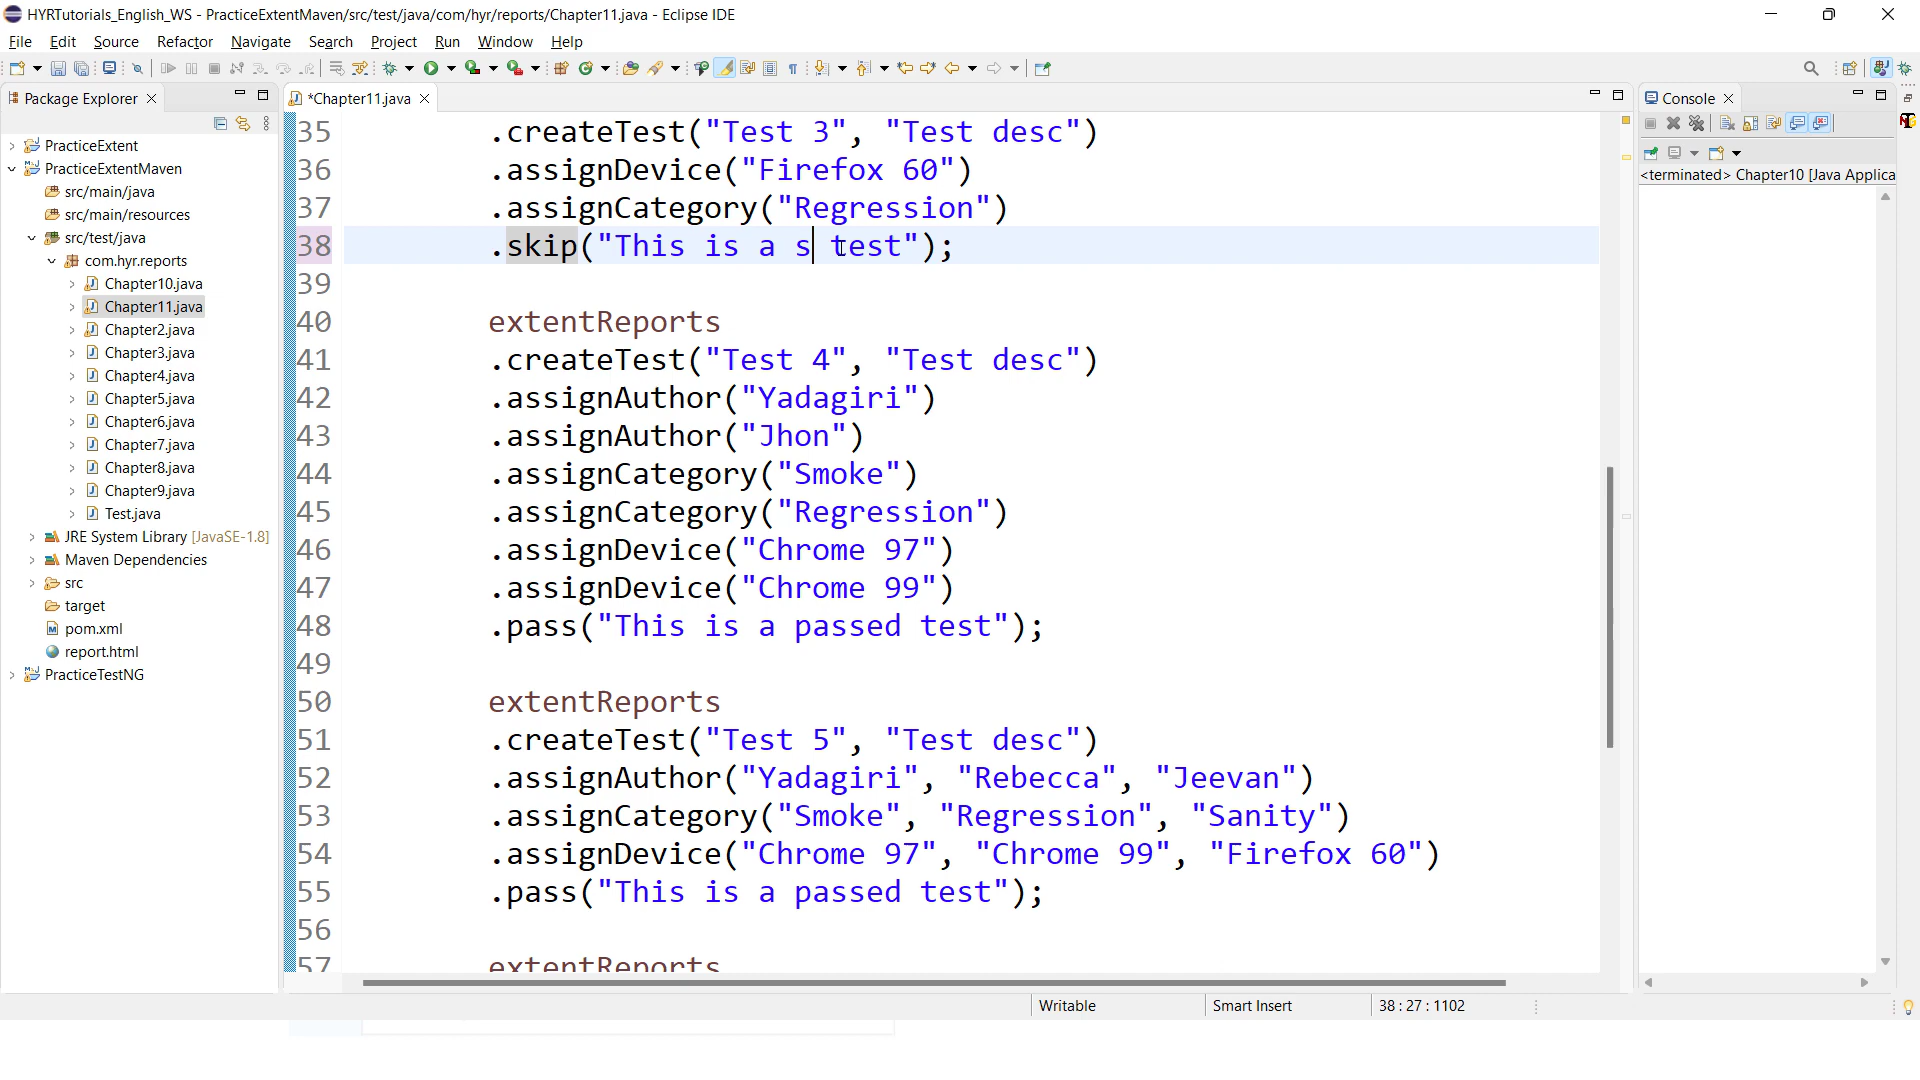 HYRTutorials_English_WS - PracticeExtentMaven/src/test/java/com/hyr/reports/Chapter11.java - Eclipse IDE
File Edit Source Refactor Navigate Search Project Run Window Help
Package Explorer
PracticeExtent
PracticeExtentMaven
src/main/java
src/main/resources
src/test/java
com.hyr.reports
Chapter10.java
Chapter11.java
Chapter2.java
Chapter3.java
Chapter4.java
Chapter5.java
Chapter6.java
Chapter7.java
Chapter8.java
Chapter9.java
Test.java
JRE System Library [JavaSE-1.8]
Maven Dependencies
src
target
pom.xml
report.html
PracticeTestNG
*Chapter11.java
35 .createTest("Test 3", "Test desc")
36 .assignDevice("Firefox 60")
37 .assignCategory("Regression")
38 .skip("This is a s test");
39
40 extentReports
41 .createTest("Test 4", "Test desc")
42 .assignAuthor("Yadagiri")
43 .assignAuthor("Jhon")
44 .assignCategory("Smoke")
45 .assignCategory("Regression")
46 .assignDevice("Chrome 97")
47 .assignDevice("Chrome 99")
48 .pass("This is a passed test");
49
50 extentReports
51 .createTest("Test 5", "Test desc")
52 .assignAuthor("Yadagiri", "Rebecca", "Jeevan")
53 .assignCategory("Smoke", "Regression", "Sanity")
54 .assignDevice("Chrome 97", "Chrome 99", "Firefox 60")
55 .pass("This is a passed test");
56
57 extentReports
Console
<terminated> Chapter10 [Java Applica
Writable Smart Insert 38 : 27 : 1102